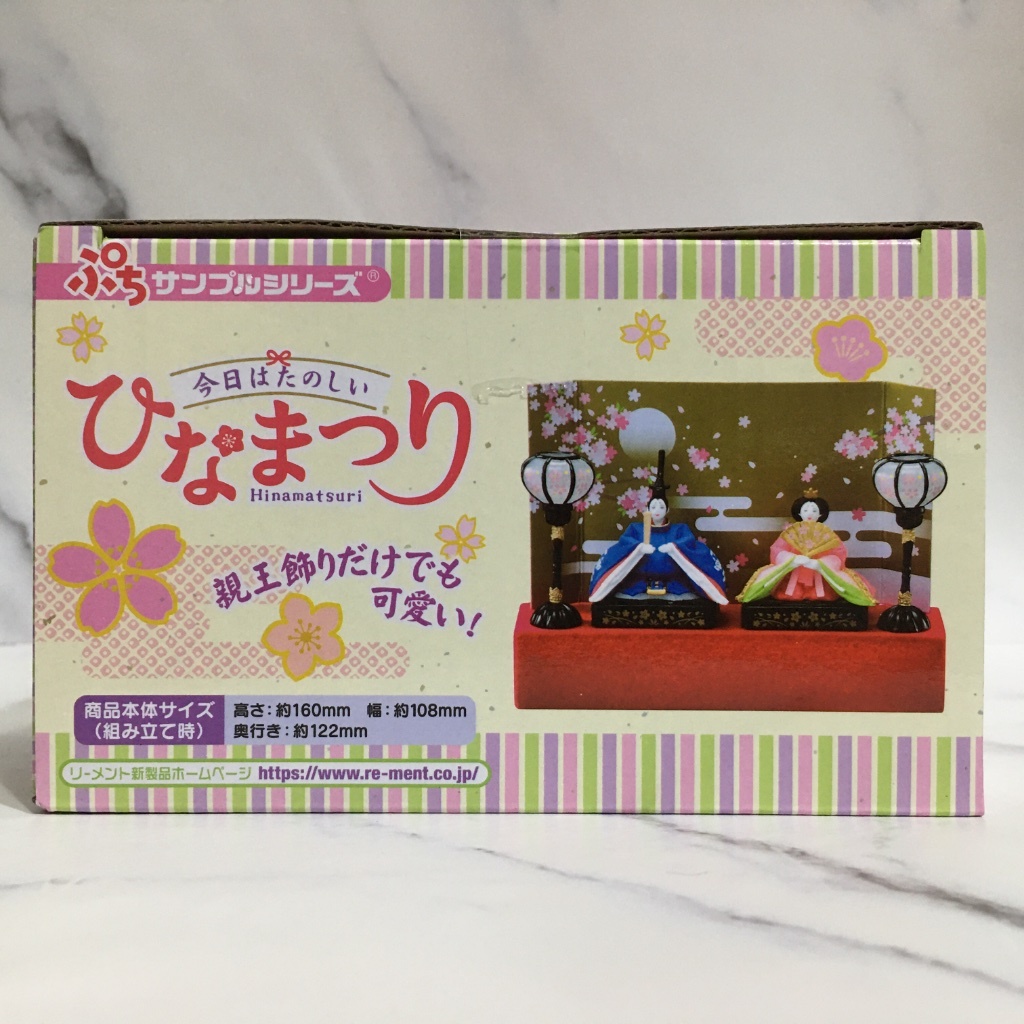 ぷちサンプルシリーズ®
今日はたのしい
ひなまつり
Hinamatsuri
親王飾りだけでも
可愛い!
商品本体サイズ
(組み立て時)
高さ:約160mm 幅:約108mm
奥行き:約122mm
リーメント新製品ホームページ https://www.re-ment.co.jp/